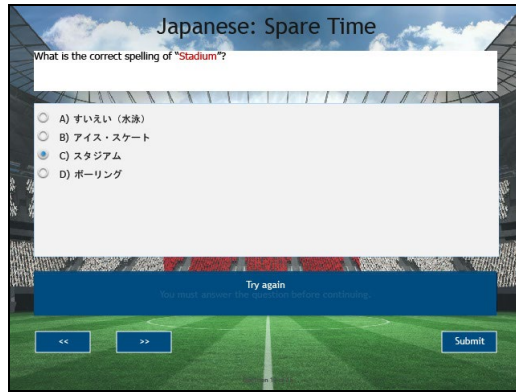 Japanese: Spare Time
What is the correct spelling of "Stadium"?
A) すいえい（水泳）
B) アイス・スケート
C) スタジアム
D) ボーリング
Try again
You must answer the question before continuing.
<<
>>
Submit